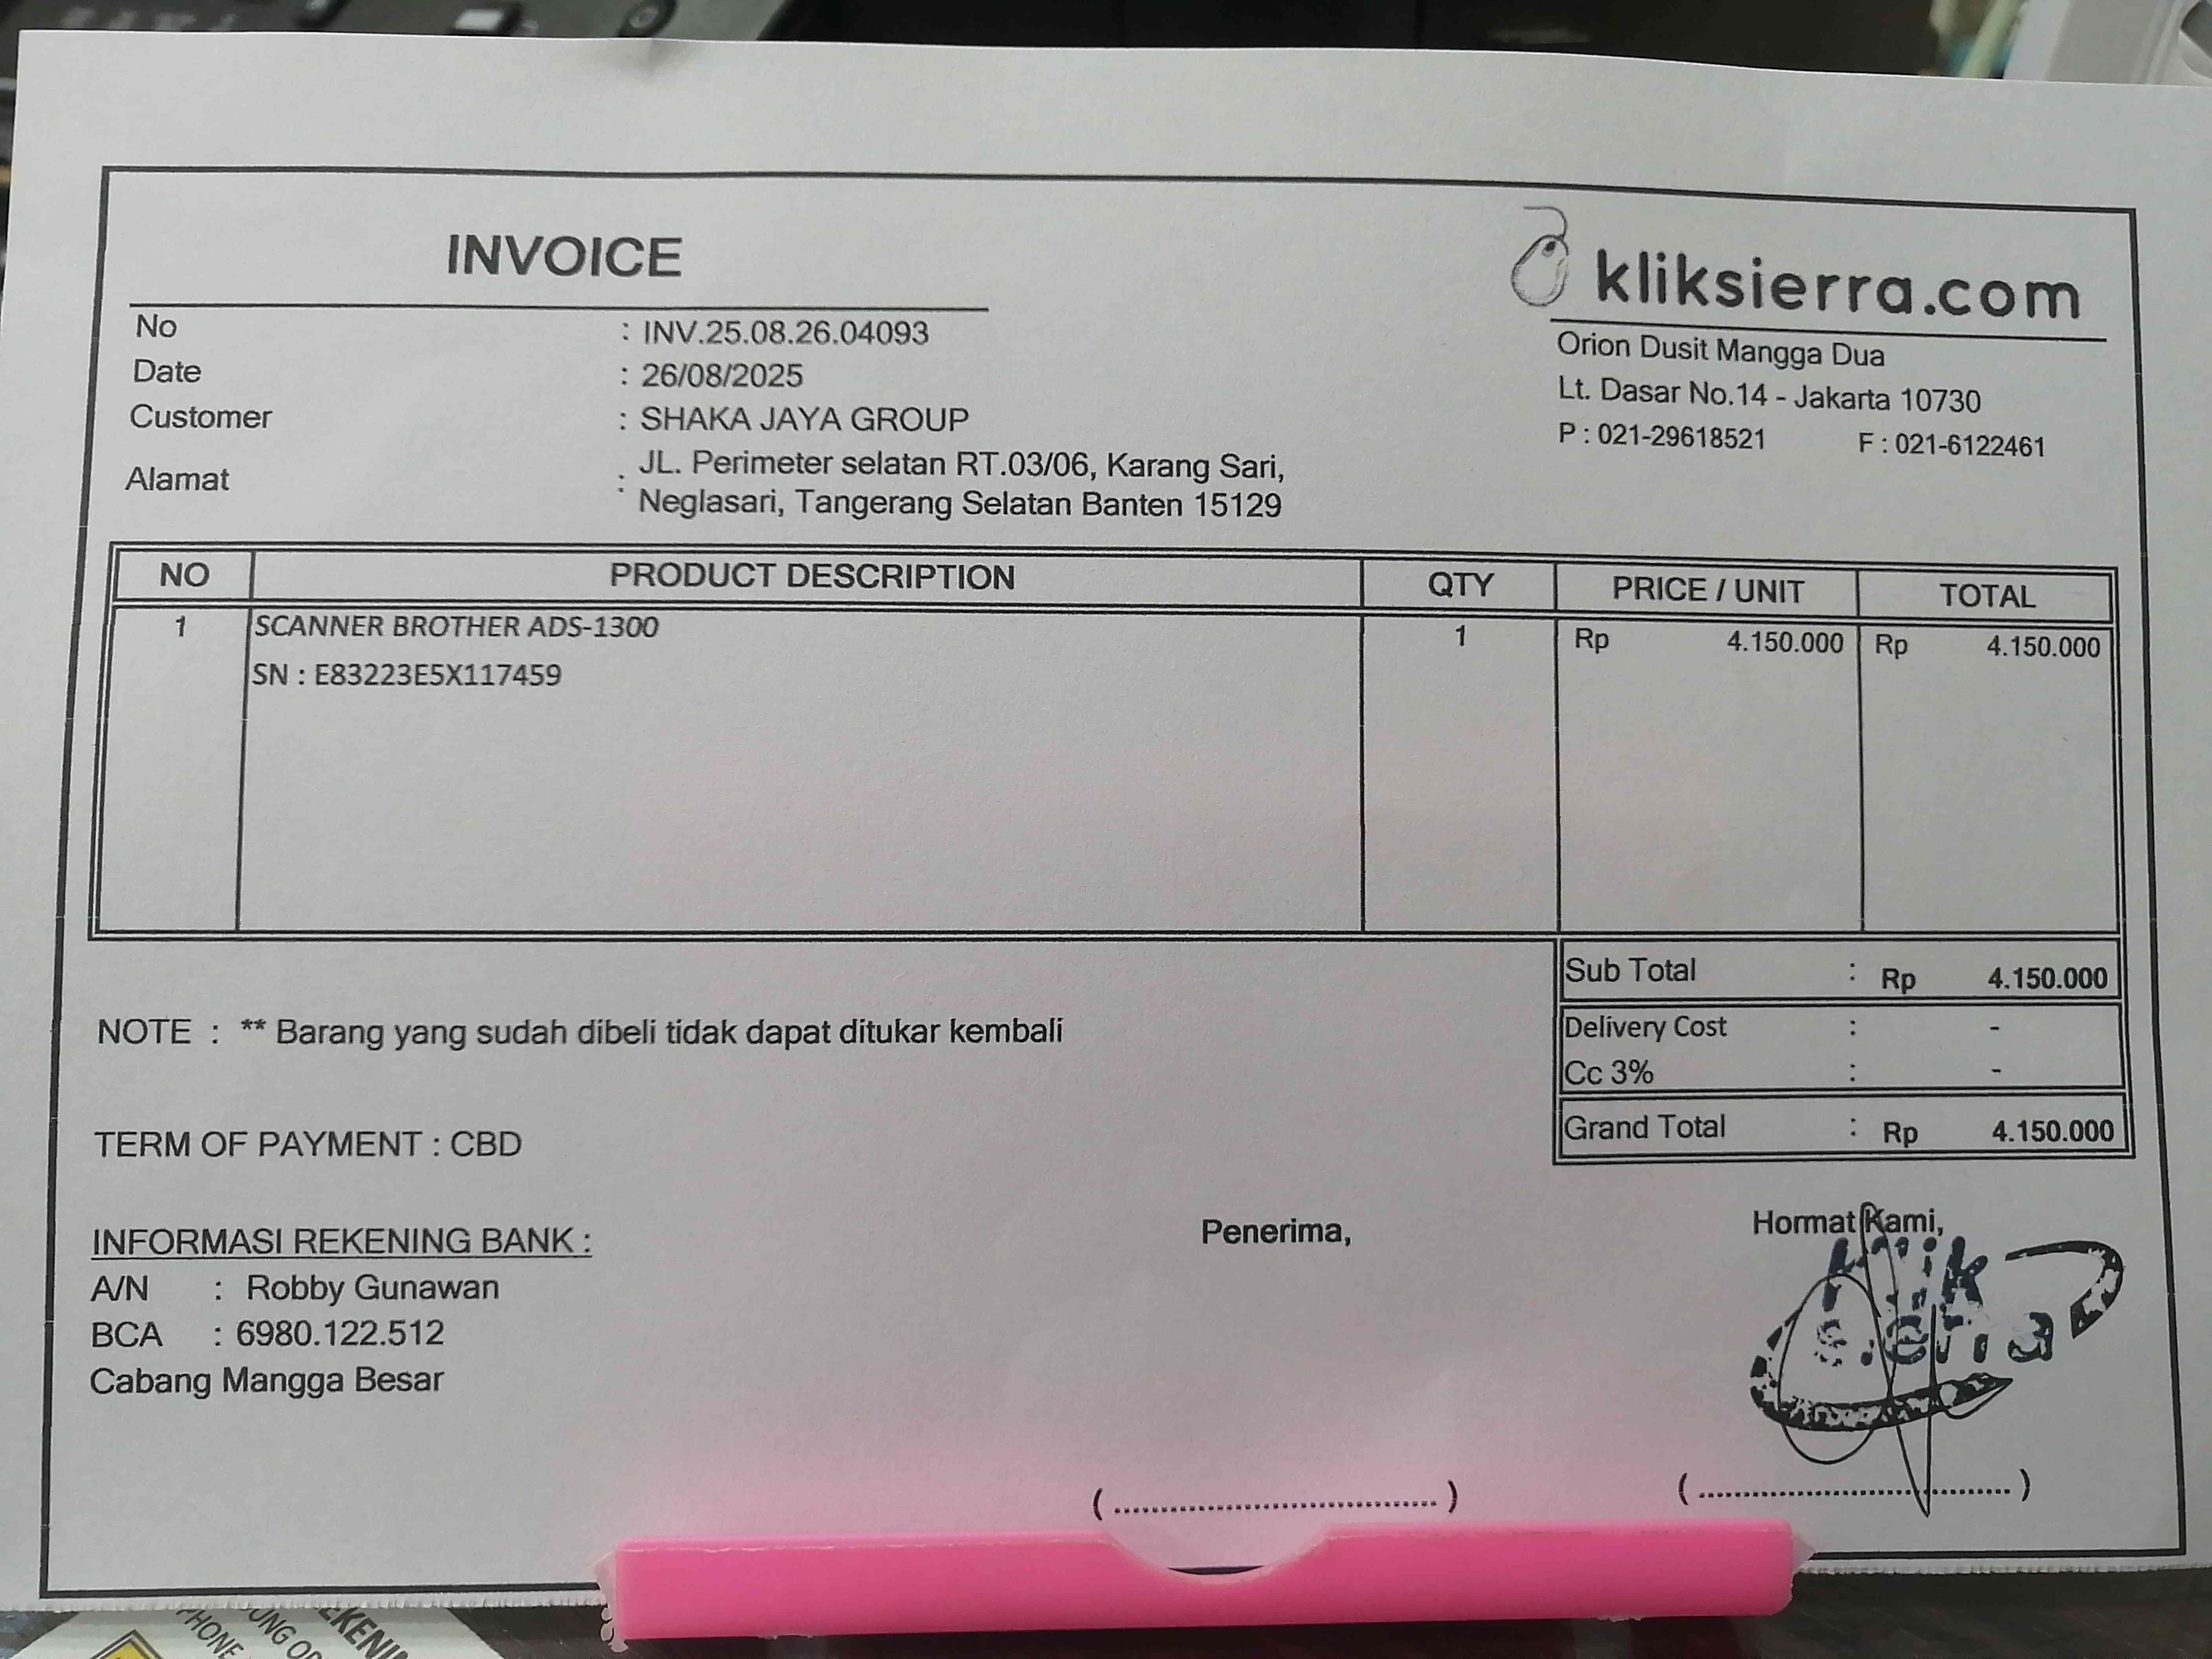 INVOICE
kliksierra.com
Orion Dusit Mangga Dua
Lt. Dasar No.14 - Jakarta 10730
P : 021-29618521 F : 021-6122461
No : INV.25.08.26.04093
Date : 26/08/2025
Customer : SHAKA JAYA GROUP
Alamat : JL. Perimeter selatan RT.03/06, Karang Sari,
Neglasari, Tangerang Selatan Banten 15129
NO PRODUCT DESCRIPTION QTY PRICE / UNIT TOTAL
1 SCANNER BROTHER ADS-1300 1 Rp 4.150.000 Rp 4.150.000
SN : E83223E5X117459
Sub Total : Rp 4.150.000
Delivery Cost : -
Cc 3% : -
Grand Total : Rp 4.150.000
NOTE : ** Barang yang sudah dibeli tidak dapat ditukar kembali
TERM OF PAYMENT : CBD
INFORMASI REKENING BANK :
A/N : Robby Gunawan
BCA : 6980.122.512
Cabang Mangga Besar
Penerima,
(.................................)
Hormat Kami,
Klik
sierra
(.................................)
PHONE